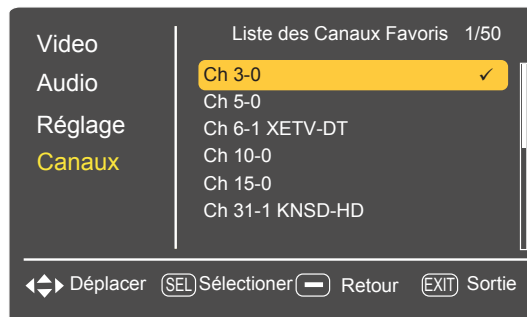 Video
Audio
Réglage
Canaux
Liste des Canaux Favoris 1/50
Ch 3-0 ✓
Ch 5-0
Ch 6-1 XETV-DT
Ch 10-0
Ch 15-0
Ch 31-1 KNSD-HD
Déplacer SEL Sélectioner Retour EXIT Sortie